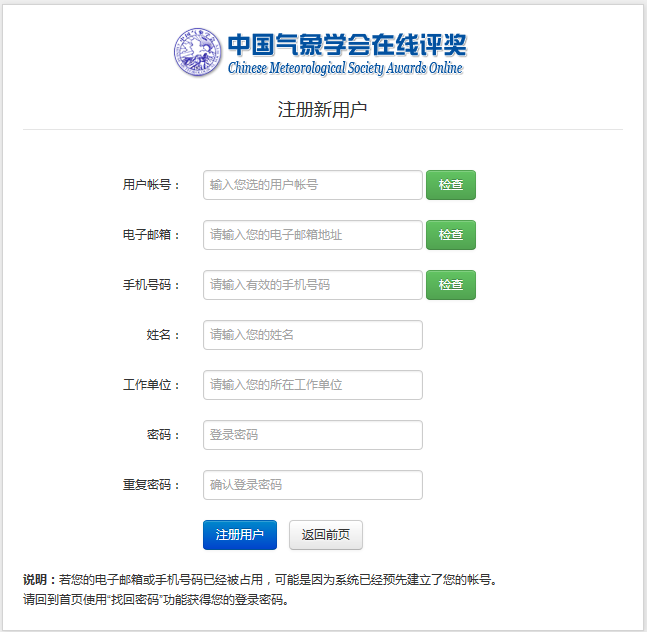 中国气象学会在线评奖
Chinese Meteorological Society Awards Online
注册新用户
用户帐号： 输入您选的用户帐号 检查
电子邮箱： 请输入您的电子邮箱地址 检查
手机号码： 请输入有效的手机号码 检查
姓名： 请输入您的姓名
工作单位： 请输入您的所在工作单位
密码： 登录密码
重复密码： 确认登录密码
注册用户 返回前页
说明：若您的电子邮箱或手机号码已经被占用，可能是因为系统已经预先建立了您的帐号。
请回到首页使用“找回密码”功能获得您的登录密码。